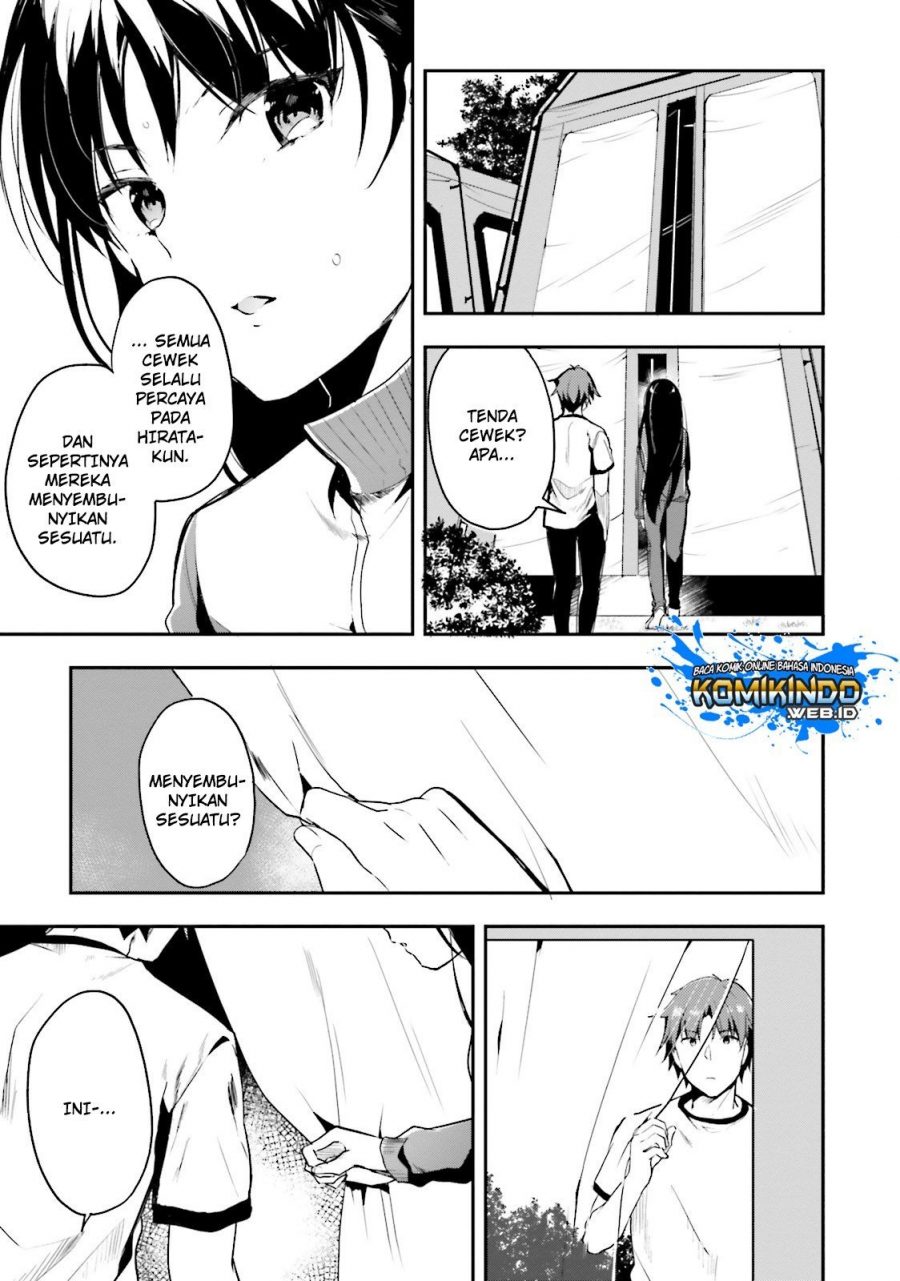 TENDA
CEWEK?
APA...
... SEMUA
CEWEK
SELALU
PERCAYA
PADA
HIRATA-
KUN.
DAN
SEPERTINYA
MEREKA
MENYEMBU-
NYIKAN
SESUATU.
BACA KOMIK ONLINE BAHASA INDONESIA
KOMIKINDO
WEB.ID
MENYEMBU-
NYIKAN
SESUATU?
INI-...